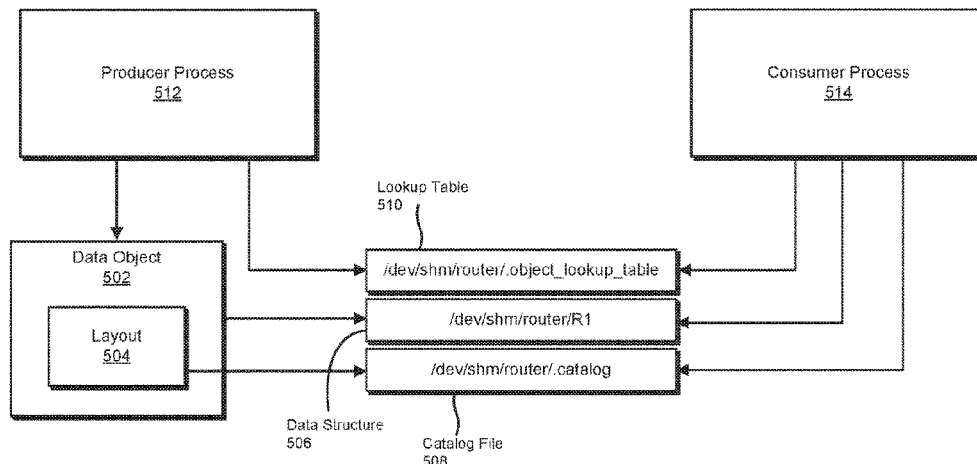 Producer Process
512
Consumer Process
514
Lookup Table
510
Data Object
502
Layout
504
/dev/shm/router/.object_lookup_table
/dev/shm/router/R1
/dev/shm/router/.catalog
Data Structure
506
Catalog File
508